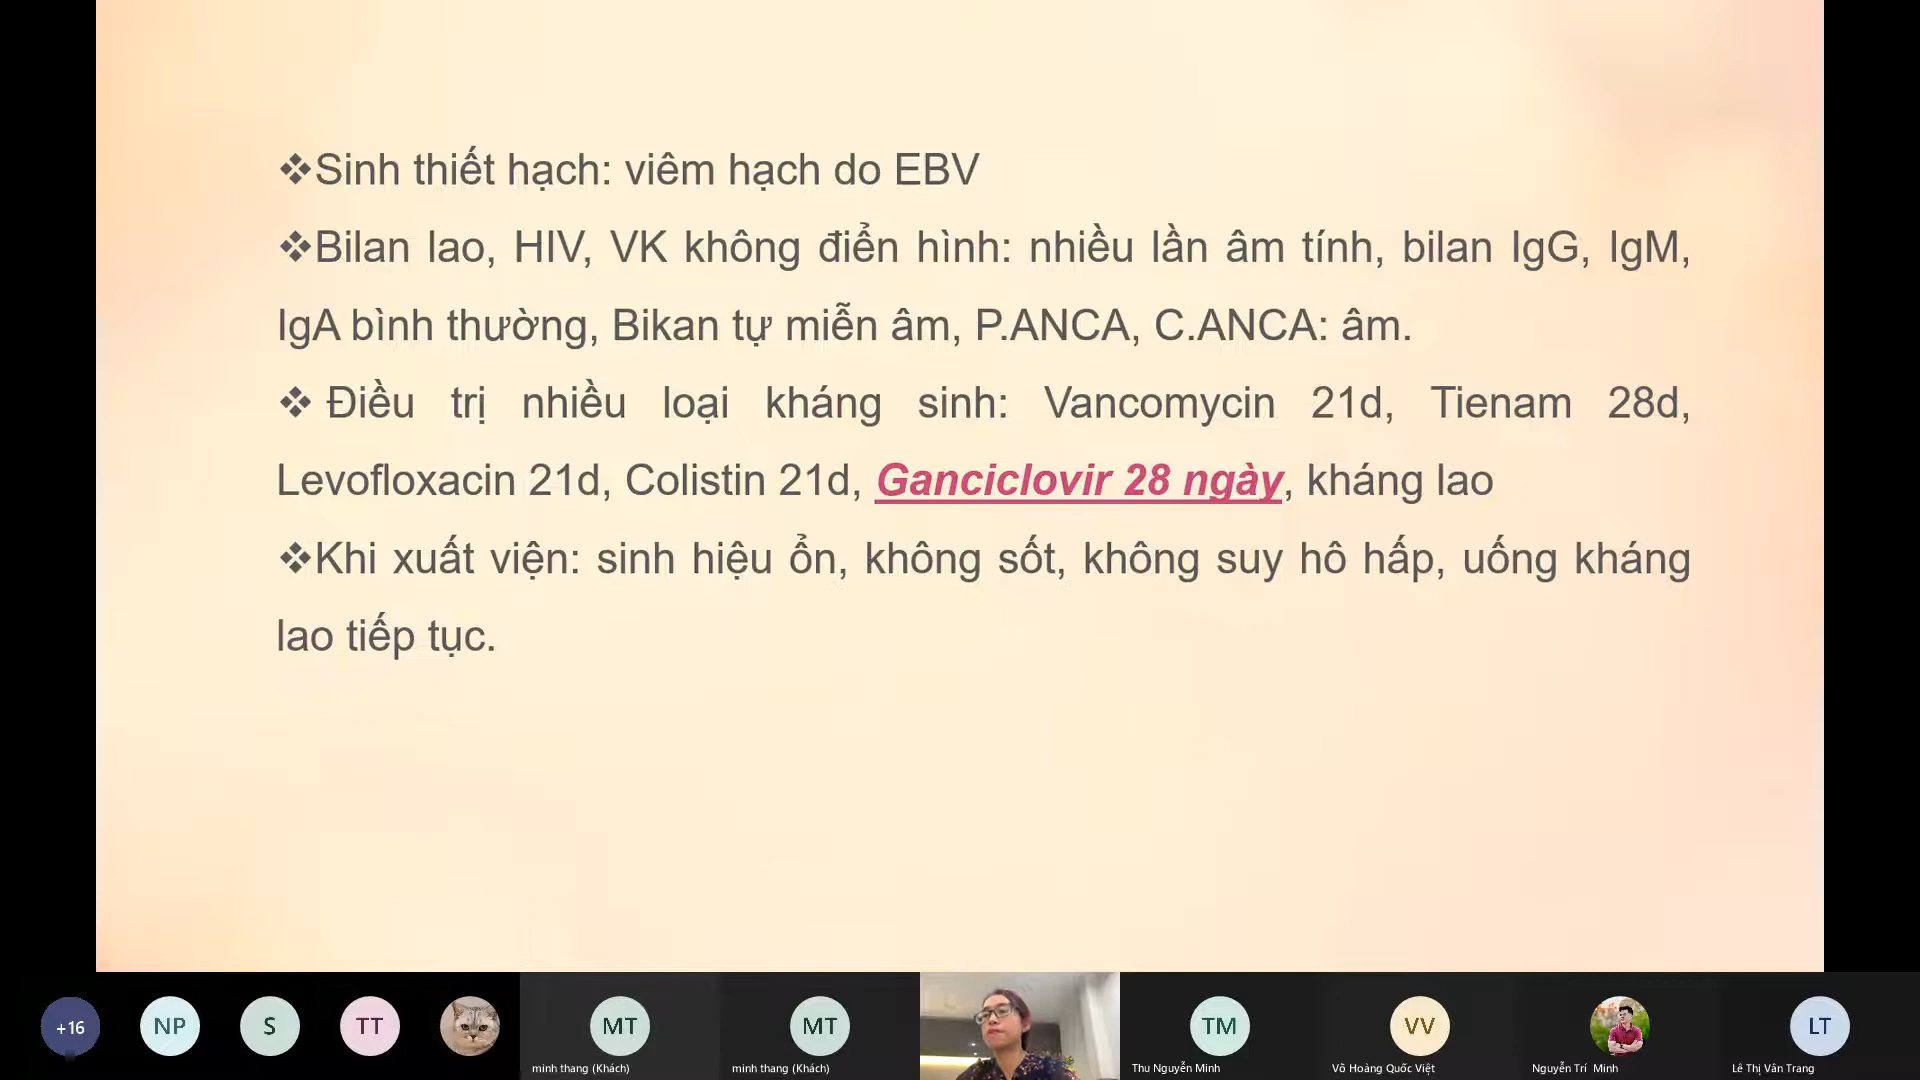 ❖Sinh thiết hạch: viêm hạch do EBV
❖Bilan lao, HIV, VK không điển hình: nhiều lần âm tính, bilan IgG, IgM,
IgA bình thường, Bikan tự miễn âm, P.ANCA, C.ANCA: âm.
❖ Điều trị nhiều loại kháng sinh: Vancomycin 21d, Tienam 28d,
Levofloxacin 21d, Colistin 21d, Ganciclovir 28 ngày, kháng lao
❖Khi xuất viện: sinh hiệu ổn, không sốt, không suy hô hấp, uống kháng
lao tiếp tục.
+16 NP S TT MT MT TM VV LT
minh thang (Khách) minh thang (Khách) Thu Nguyễn Minh Võ Hoàng Quốc Việt Nguyễn Trí Minh Lê Thị Vân Trang